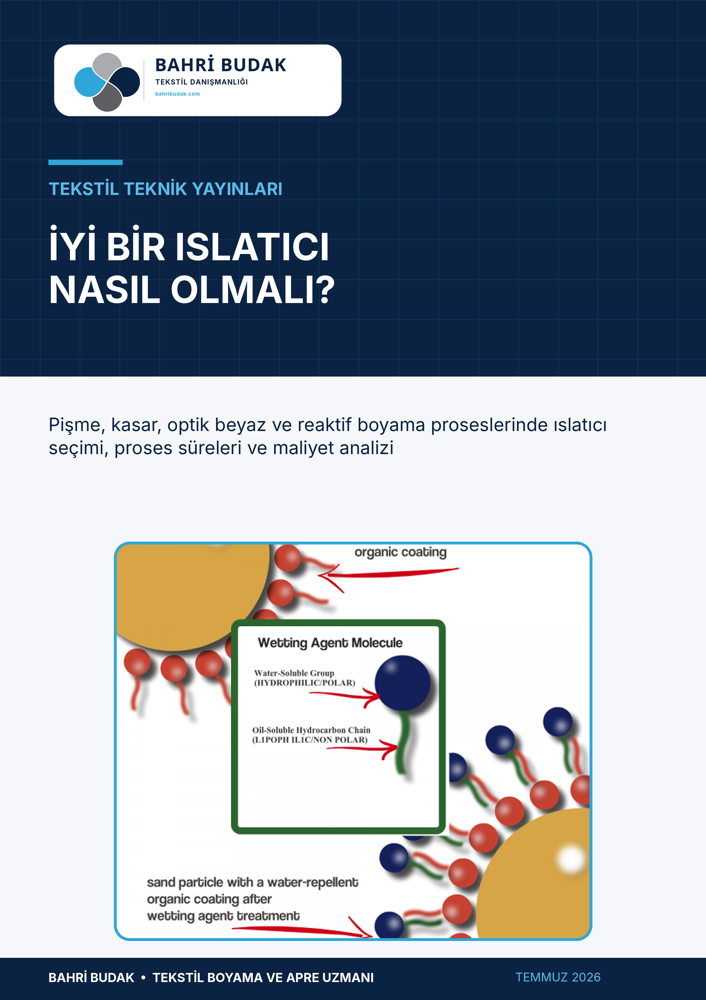 BAHRİ BUDAK
TEKSTİL DANIŞMANLIĞI
bahribudak.com
TEKSTİL TEKNİK YAYINLARI
İYİ BİR ISLATICI
NASIL OLMALI?
Pişme, kasar, optik beyaz ve reaktif boyama proseslerinde ıslatıcı
seçimi, proses süreleri ve maliyet analizi
organic coating
Wetting Agent Molecule
Water-Soluble Group
(HYDROPHILIC/POLAR)
Oil-Soluble Hydrocarbon Chain
(L1POPH IL1C/NON POLAR)
sand particle with a water-repellent
organic coating after
wetting agent treatment
BAHRİ BUDAK • TEKSTİL BOYAMA VE APRE UZMANI
TEMMUZ 2026